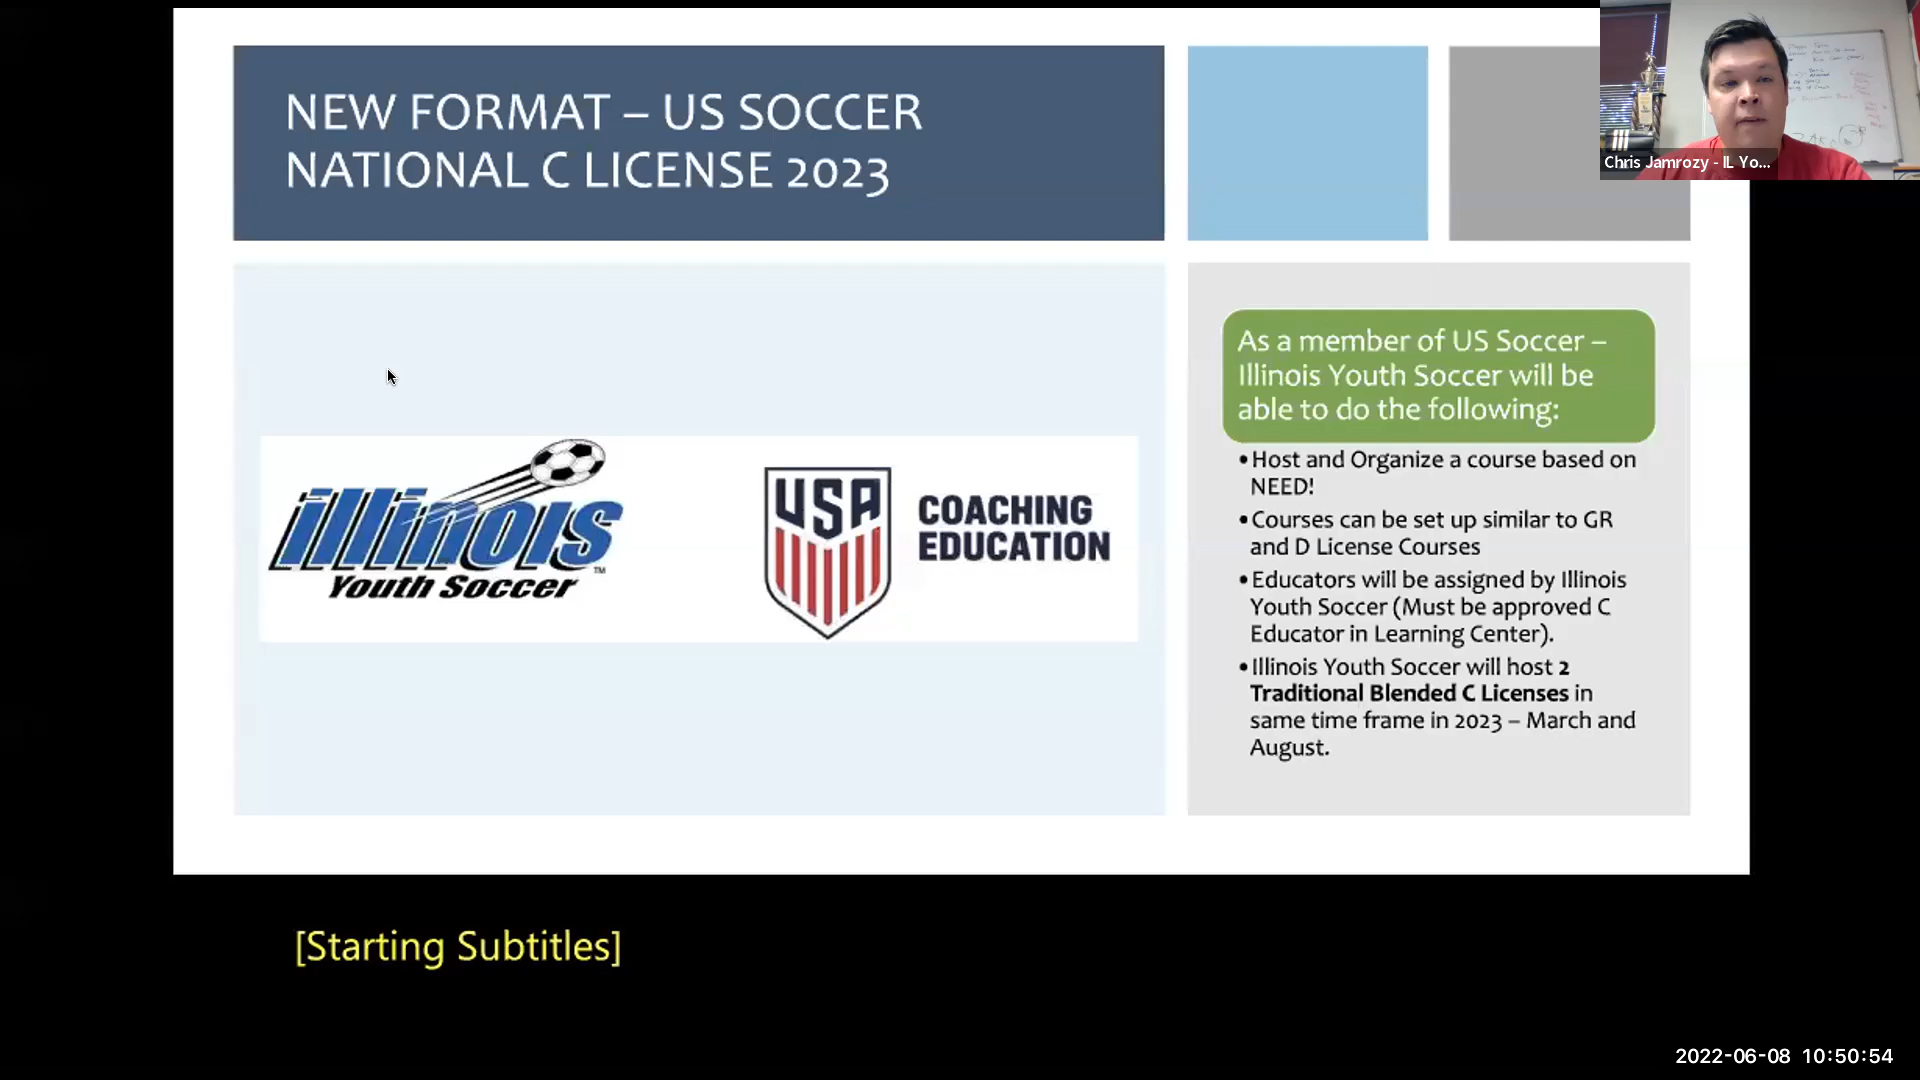 NEW FORMAT – US SOCCER
NATIONAL C LICENSE 2023
Chris Jamrozy - IL Yo...
illinois
Youth Soccer
TM
USA
COACHING
EDUCATION
As a member of US Soccer –
Illinois Youth Soccer will be
able to do the following:
•Host and Organize a course based on
NEED!
•Courses can be set up similar to GR
and D License Courses
•Educators will be assigned by Illinois
Youth Soccer (Must be approved C
Educator in Learning Center).
•Illinois Youth Soccer will host 2
Traditional Blended C Licenses in
same time frame in 2023 – March and
August.
[Starting Subtitles]
2022-06-08 10:50:54